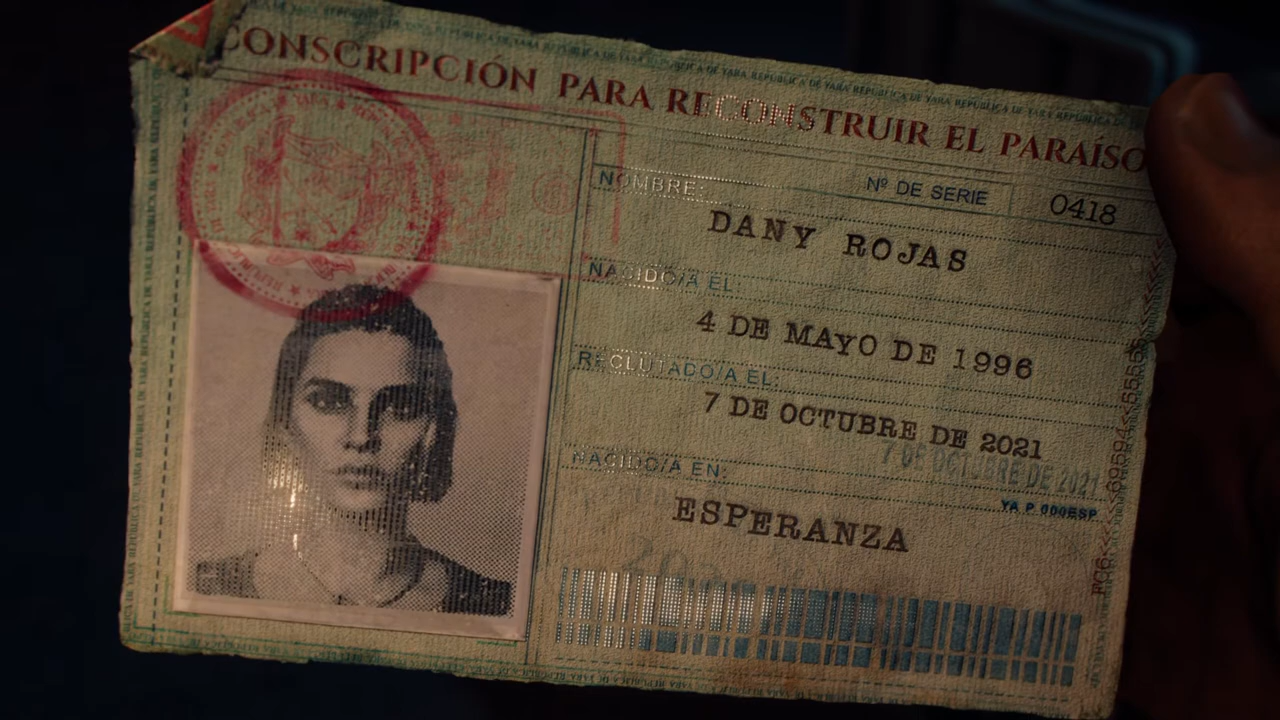 CONSCRIPCIÓN PARA RECONSTRUIR EL PARAÍSO
NOMBRE:
Nº DE SERIE
0418
DANY ROJAS
NACIDO/A EL:
4 DE MAYO DE 1996
RECLUTADO/A EL:
7 DE OCTUBRE DE 2021
7 DE OCTUBRE DE 2021
NACIDO/A EN:
YA P 000ESP
ESPERANZA